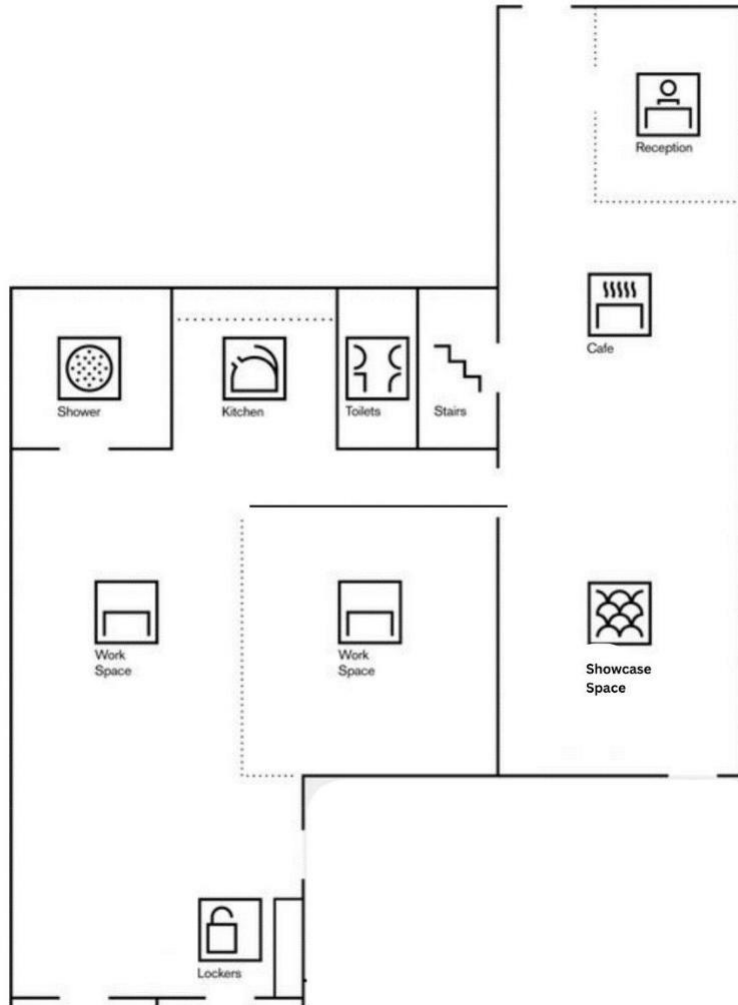 Reception
Cafe
Shower
Kitchen
Toilets
Stairs
Work
Space
Work
Space
Showcase
Space
Lockers